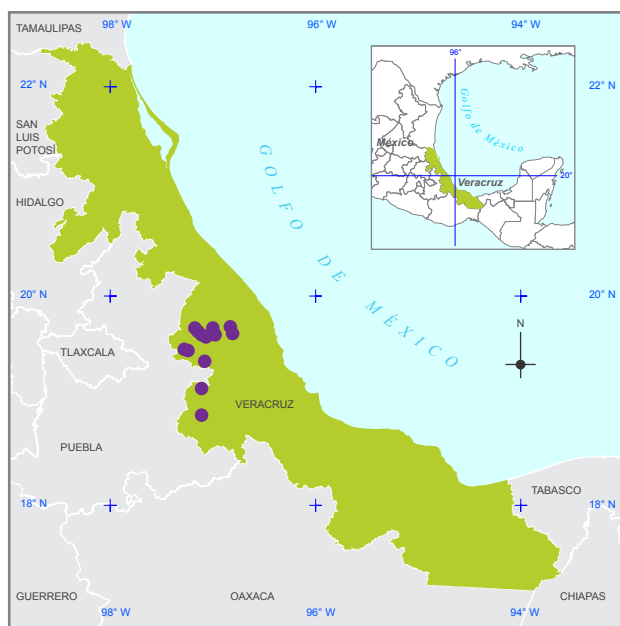 98° W
96° W
94° W
TAMAULIPAS
22° N
22° N
SAN
LUIS
POTOSÍ
HIDALGO
96°
Golfo de México
México
20°
Veracruz
GOLFO DE MÉXICO
20° N
20° N
N
TLAXCALA
VERACRUZ
PUEBLA
TABASCO
18° N
18° N
GUERRERO
OAXACA
CHIAPAS
98° W
96° W
94° W